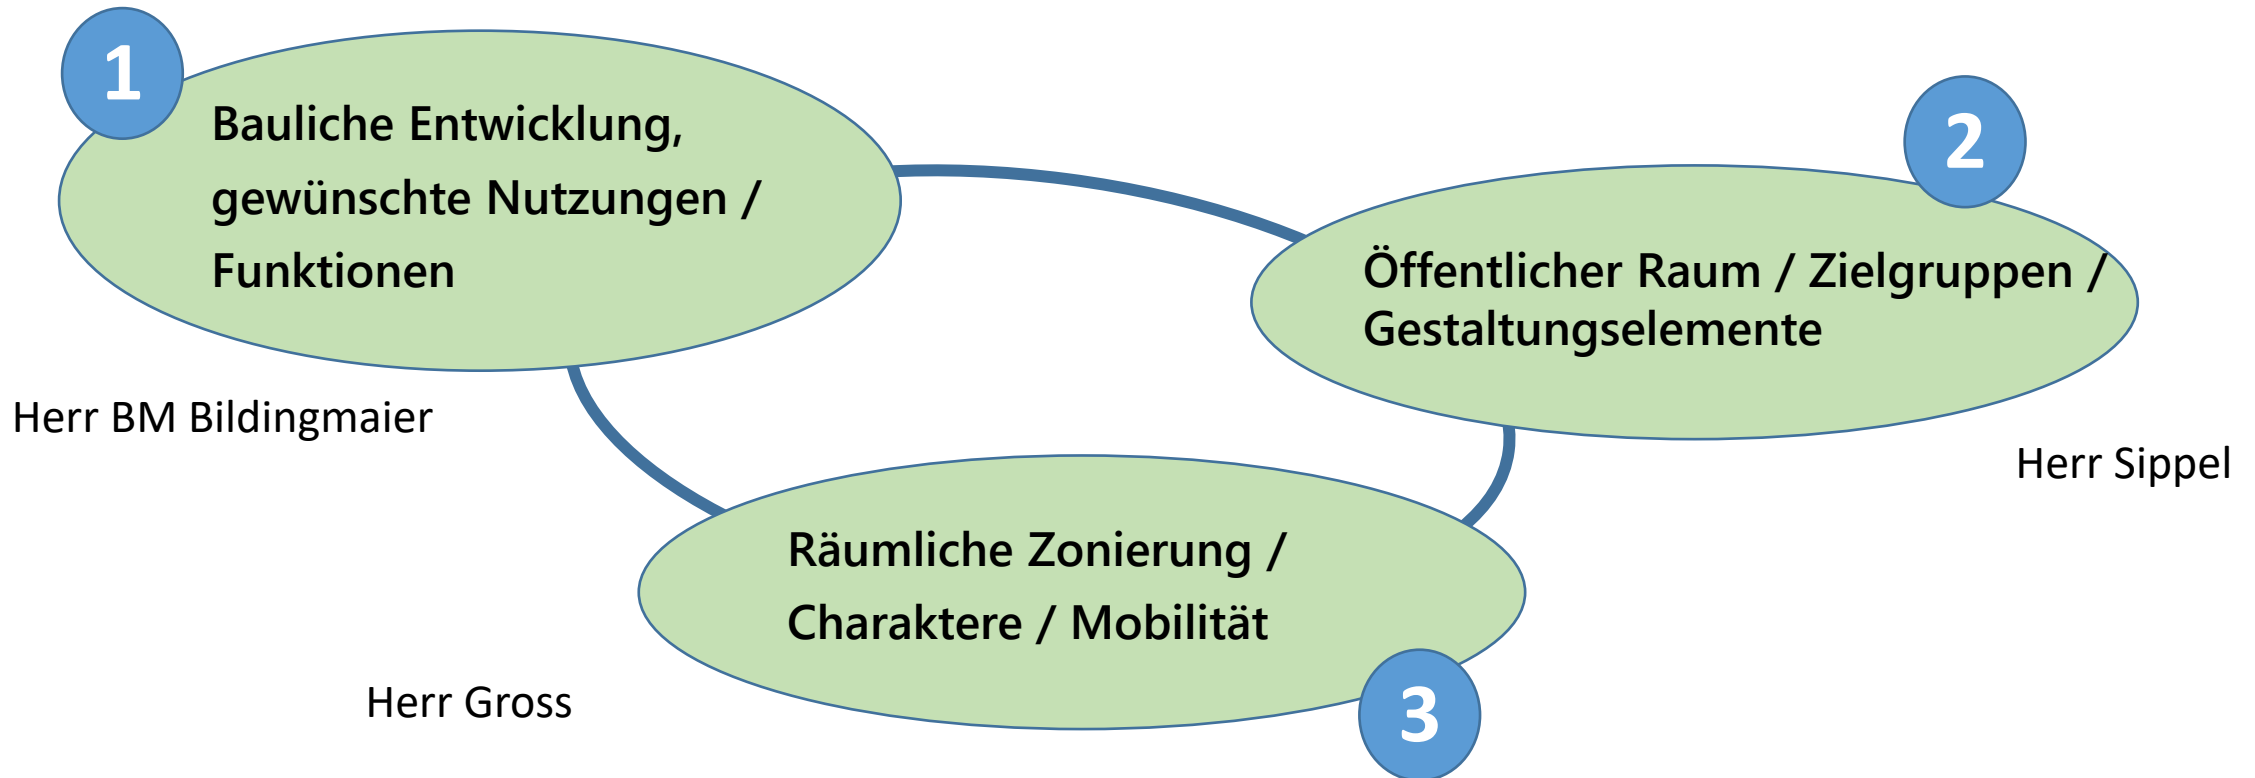 1
Bauliche Entwicklung,
gewünschte Nutzungen /
Funktionen
Herr BM Bildingmaier
2
Öffentlicher Raum / Zielgruppen /
Gestaltungselemente
Herr Sippel
Räumliche Zonierung /
Charaktere / Mobilität
3
Herr Gross